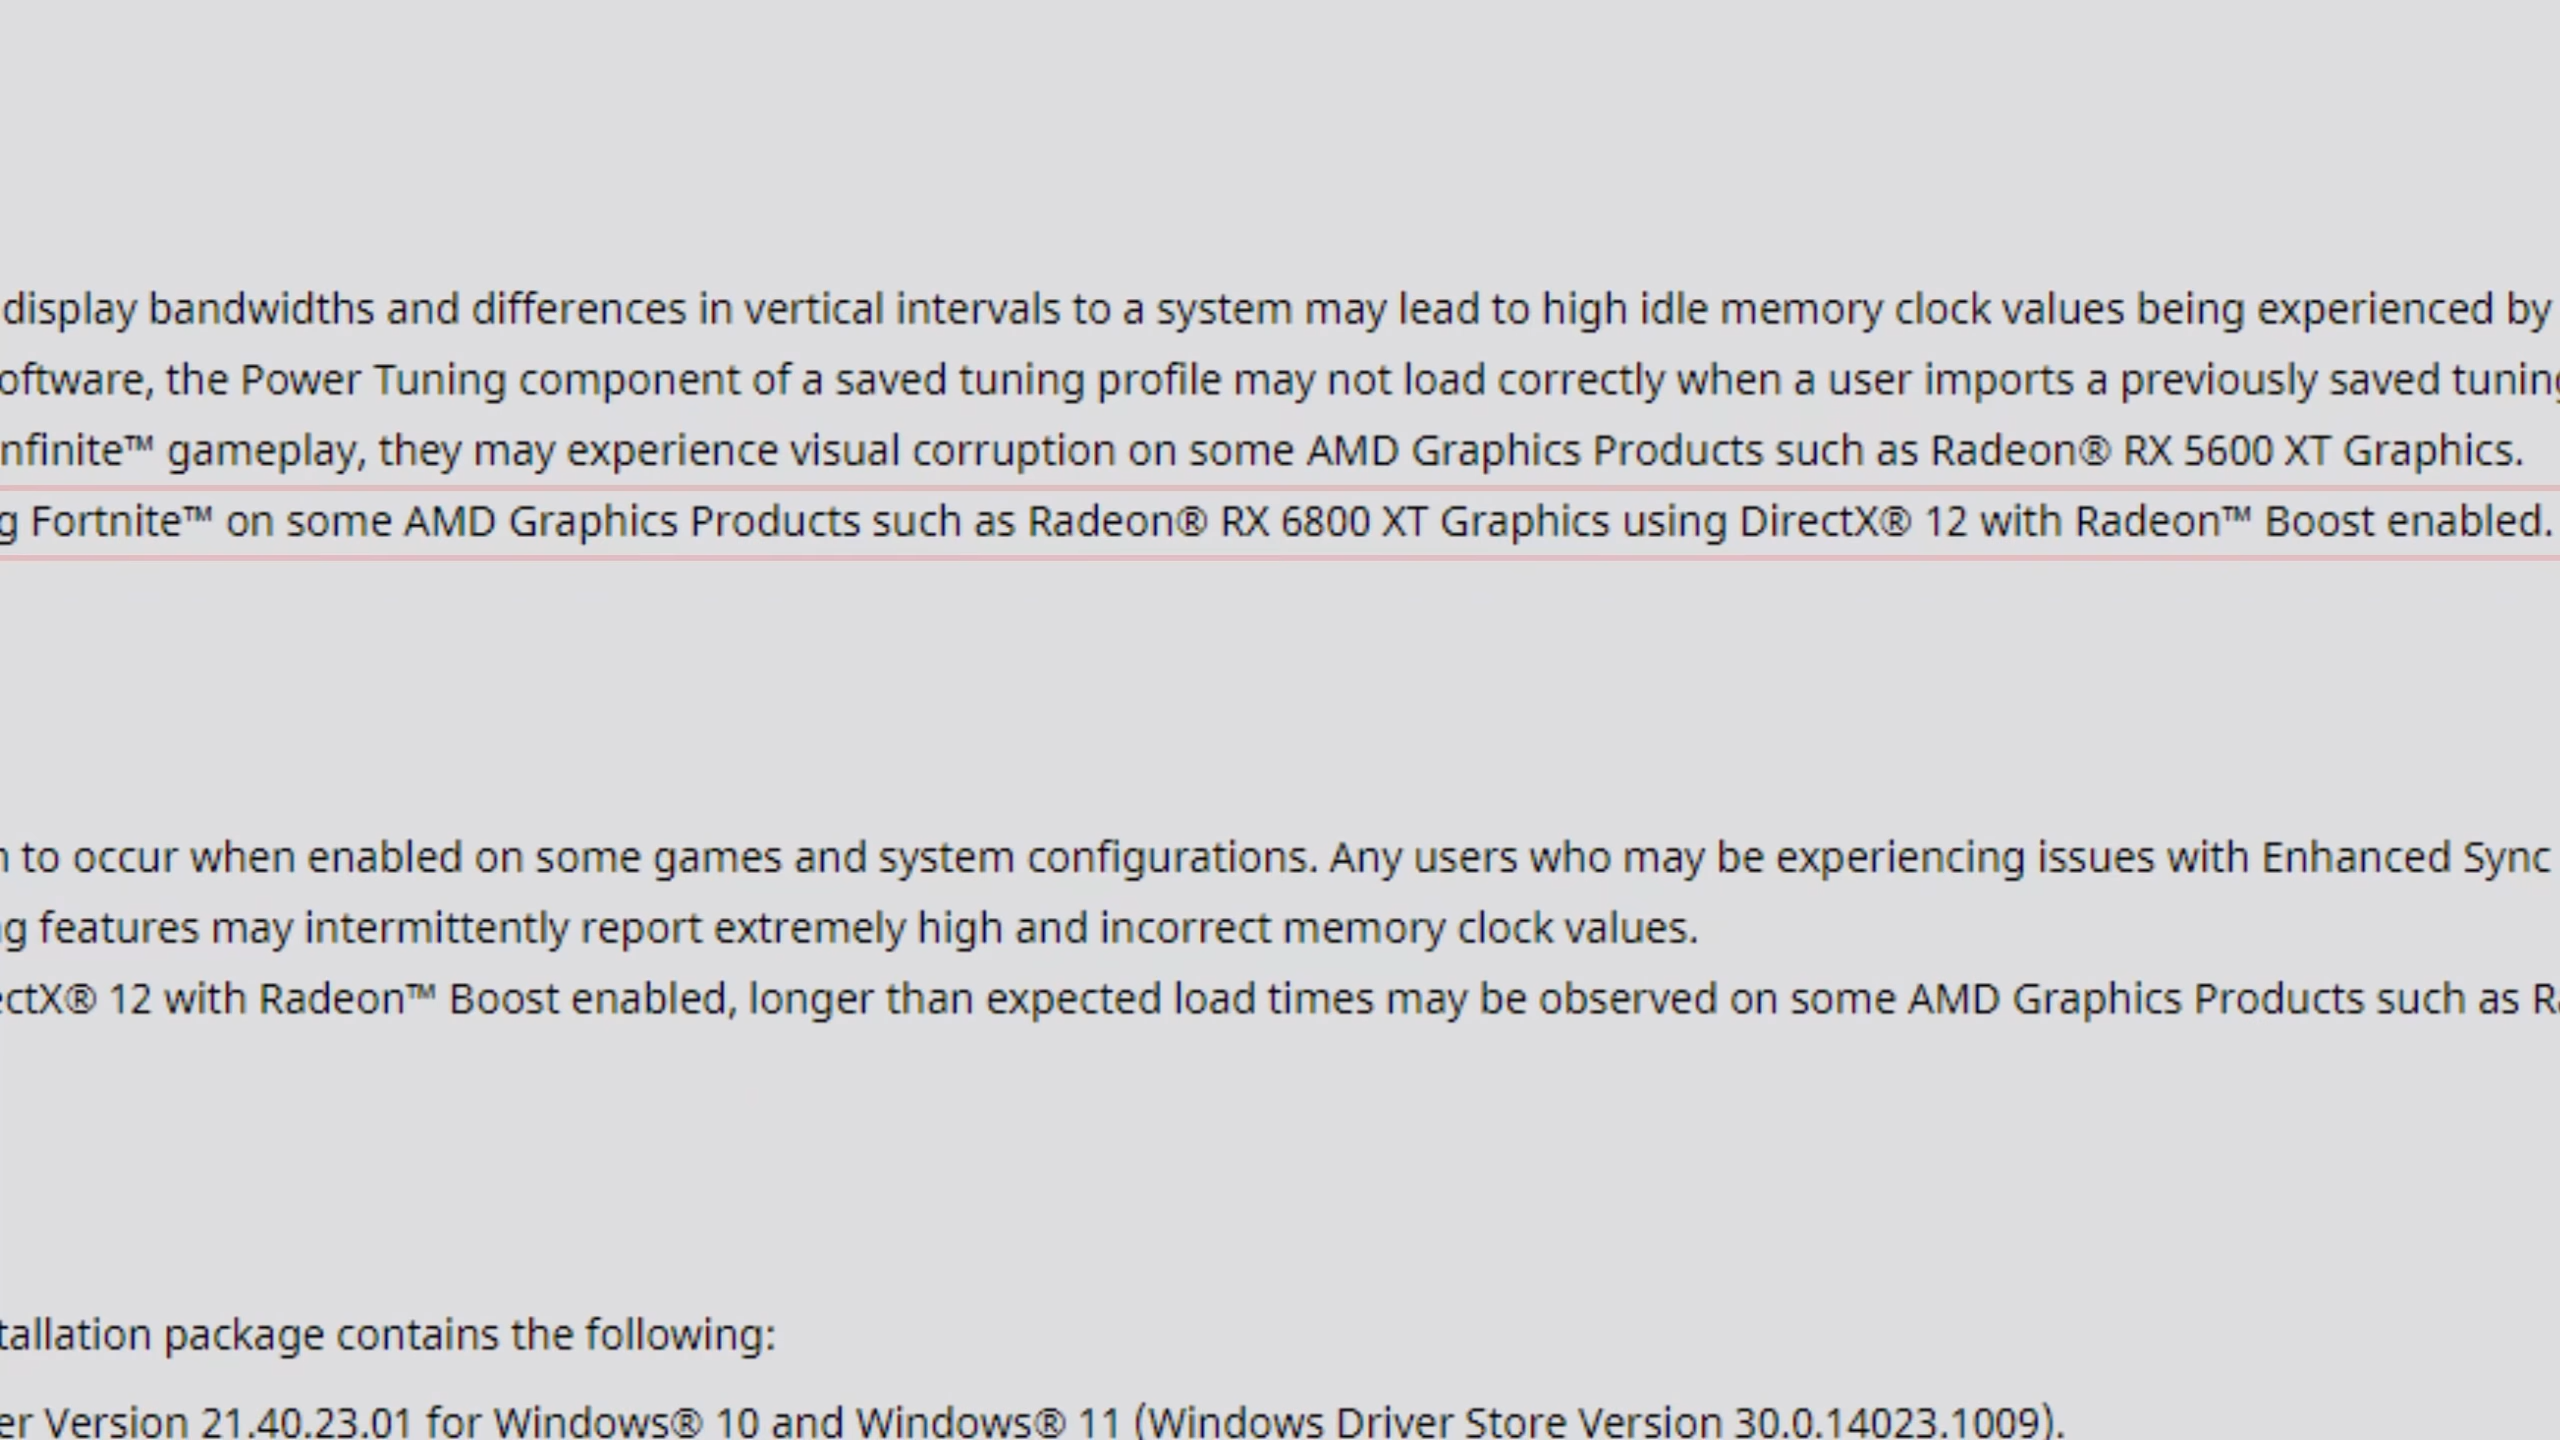 display bandwidths and differences in vertical intervals to a system may lead to high idle memory clock values being experienced by
oftware, the Power Tuning component of a saved tuning profile may not load correctly when a user imports a previously saved tuning
nfinite™ gameplay, they may experience visual corruption on some AMD Graphics Products such as Radeon® RX 5600 XT Graphics.
g Fortnite™ on some AMD Graphics Products such as Radeon® RX 6800 XT Graphics using DirectX® 12 with Radeon™ Boost enabled.
n to occur when enabled on some games and system configurations. Any users who may be experiencing issues with Enhanced Sync
ng features may intermittently report extremely high and incorrect memory clock values.
ectX® 12 with Radeon™ Boost enabled, longer than expected load times may be observed on some AMD Graphics Products such as Ra
tallation package contains the following:
er Version 21.40.23.01 for Windows® 10 and Windows® 11 (Windows Driver Store Version 30.0.14023.1009).